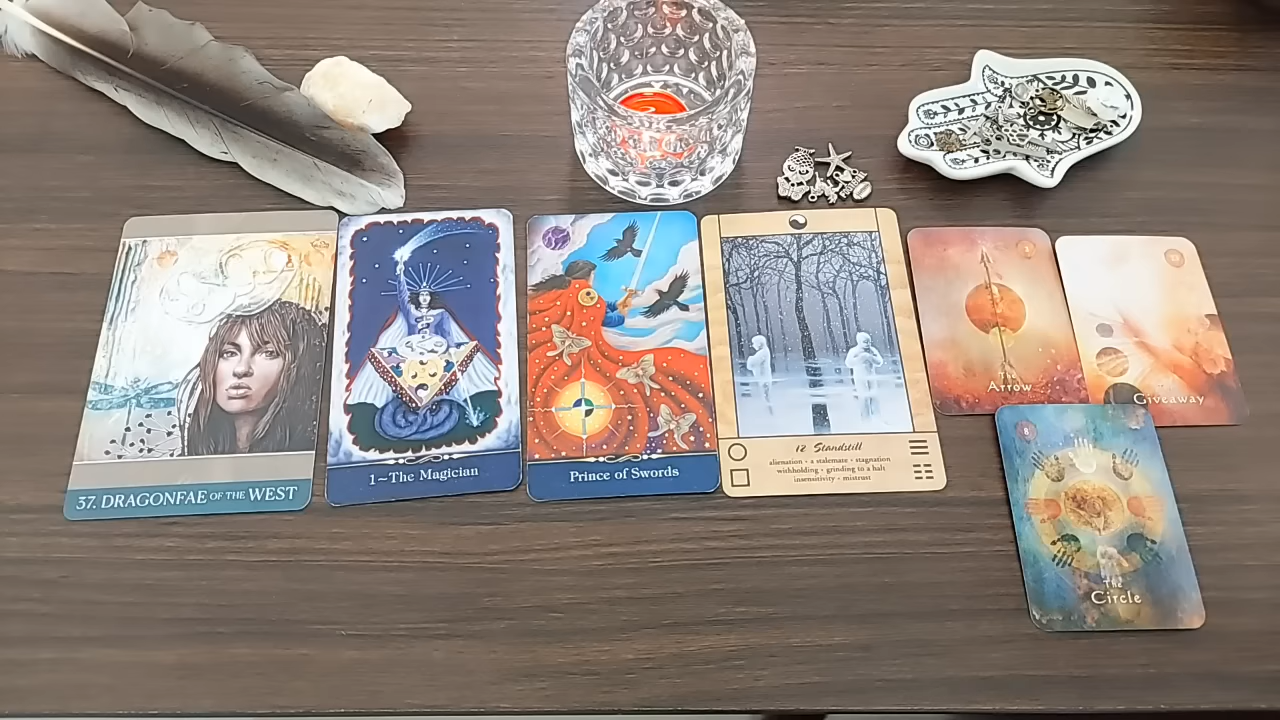 37. DRAGONFAE OF THE WEST
1~The Magician
Prince of Swords
12 Standstill
alienation • a stalemate • stagnation
withholding • grinding to a halt
insensitivity • mistrust
The
Arrow
Giveaway
The
Circle